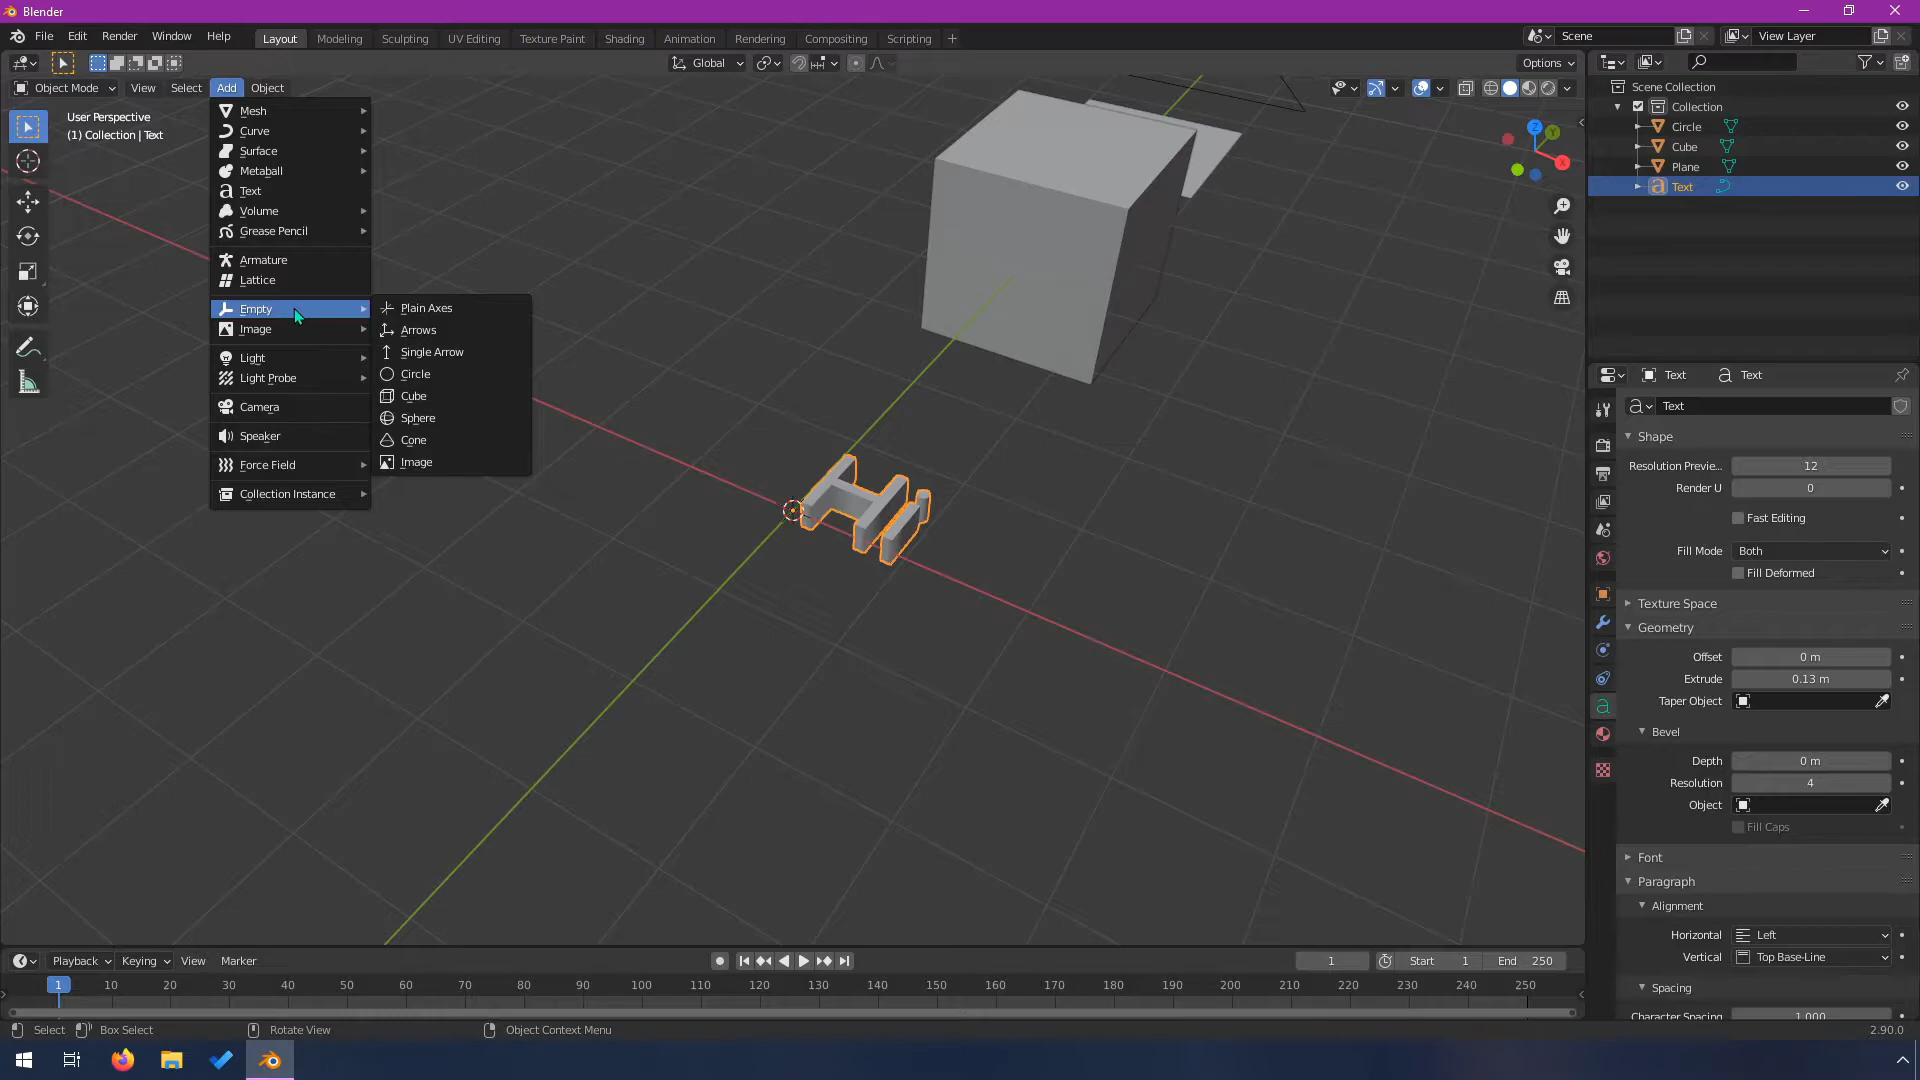 Blender
File Edit Render Window Help
Layout Modeling Sculpting UV Editing Texture Paint Shading Animation Rendering Compositing Scripting +
Scene
View Layer
Global
Options
Object Mode View Select Add Object
User Perspective
(1) Collection | Text
Mesh
Curve
Surface
Metaball
Text
Volume
Grease Pencil
Armature
Lattice
Empty
Image
Light
Light Probe
Camera
Speaker
Force Field
Collection Instance
Plain Axes
Arrows
Single Arrow
Circle
Cube
Sphere
Cone
Image
Hi
Z
Y
X
Scene Collection
Collection
Circle
Cube
Plane
Text
Text Text
Text
Shape
Resolution Previe... 12
Render U 0
Fast Editing
Fill Mode Both
Fill Deformed
Texture Space
Geometry
Offset 0 m
Extrude 0.13 m
Taper Object
Bevel
Depth 0 m
Resolution 4
Object
Fill Caps
Font
Paragraph
Alignment
Horizontal Left
Vertical Top Base-Line
Spacing
Character Spacing 1.000
Playback Keying View Marker
1 Start 1 End 250
1 10 20 30 40 50 60 70 80 90 100 110 120 130 140 150 160 170 180 190 200 210 220 230 240 250
Select Box Select Rotate View Object Context Menu
2.90.0